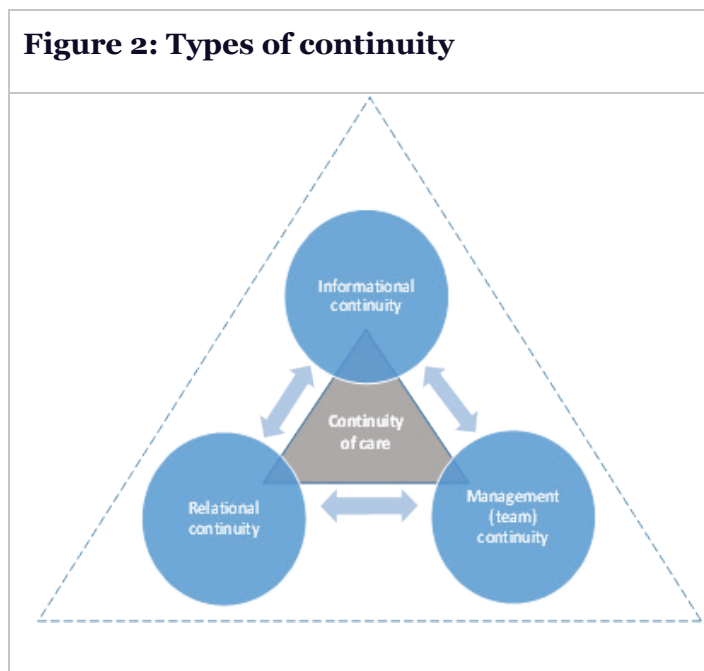 Figure 2: Types of continuity
Informational
continuity
Continuity
of care
Relational
continuity
Management
(team)
continuity